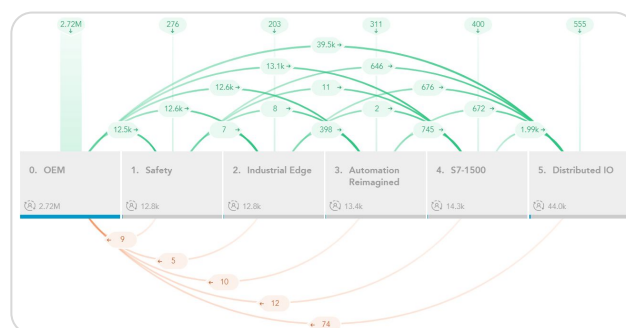 2.72M 276 203 311 400 555
39.5k →
13.1k → 646 →
12.6k → 11 → 676 →
12.6k → 8 → 2 → 672 →
12.5k → 7 398 745 1.99k →
0. OEM 1. Safety 2. Industrial Edge 3. Automation 4. S7-1500 5. Distributed IO
Reimagined
2.72M 12.8k 12.8k 13.4k 14.3k 44.0k
← 9
← 5
← 10
← 12
← 74